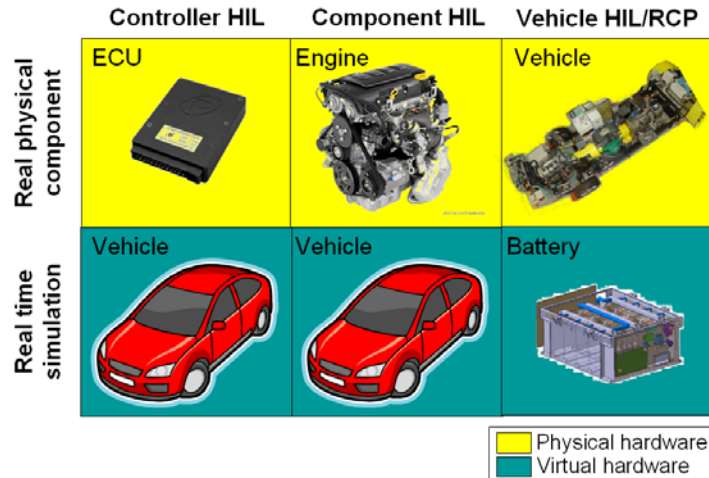 Controller HIL
Component HIL
Vehicle HIL/RCP
Real physical
component
ECU
Engine
Vehicle
Real time
simulation
Vehicle
Vehicle
Battery
Physical hardware
Virtual hardware